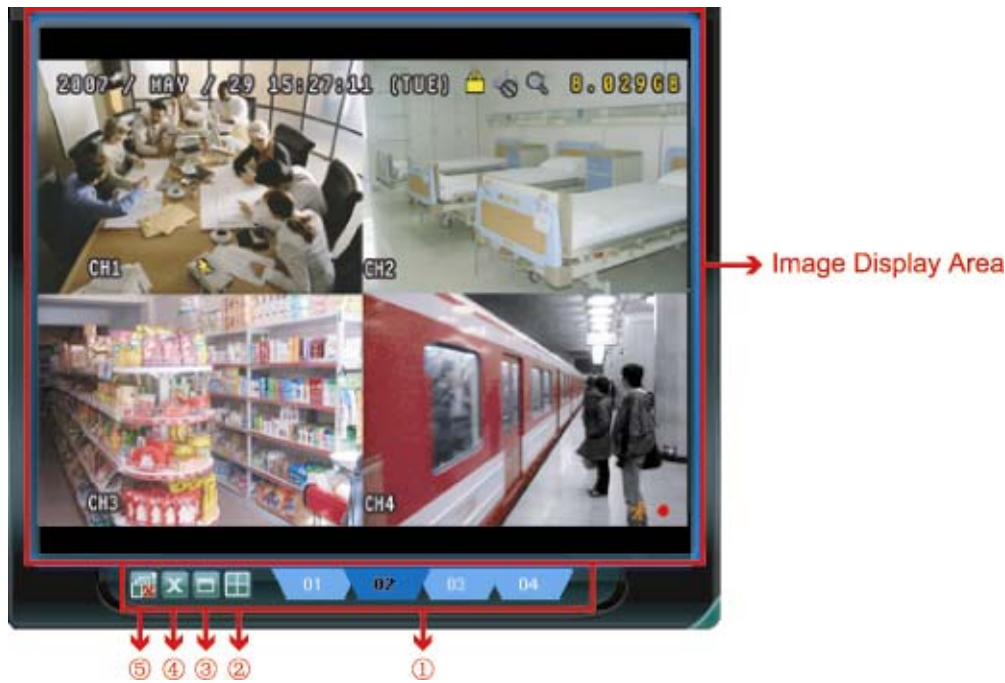 2007 / MAY / 29 15:27:11 (TUE) 8.029GB
CH1
CH2
Image Display Area
CH3
CH4
01 02 03 04
⑤ ④ ③ ② ①